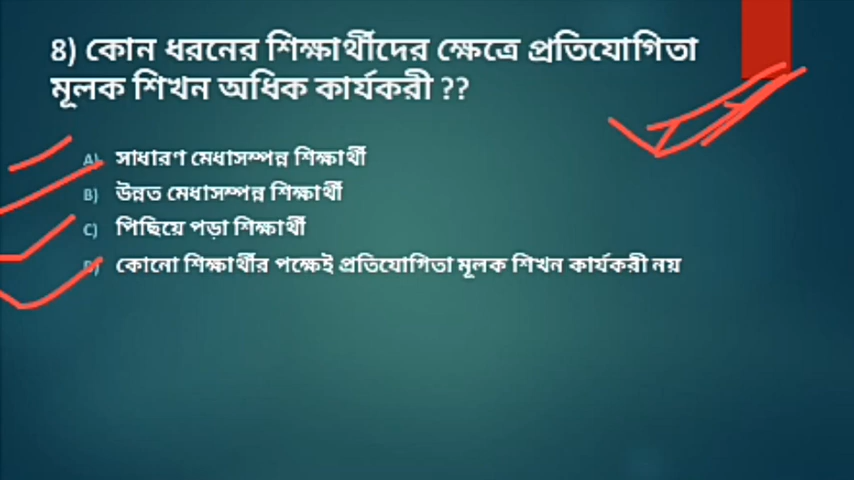 8) কোন ধরনের শিক্ষার্থীদের ক্ষেত্রে প্রতিযোগিতা
মূলক শিখন অধিক কার্যকরী ??
A) সাধারণ মেধাসম্পন্ন শিক্ষার্থী
B) উন্নত মেধাসম্পন্ন শিক্ষার্থী
C) পিছিয়ে পড়া শিক্ষার্থী
D) কোনো শিক্ষার্থীর পক্ষেই প্রতিযোগিতা মূলক শিখন কার্যকরী নয়